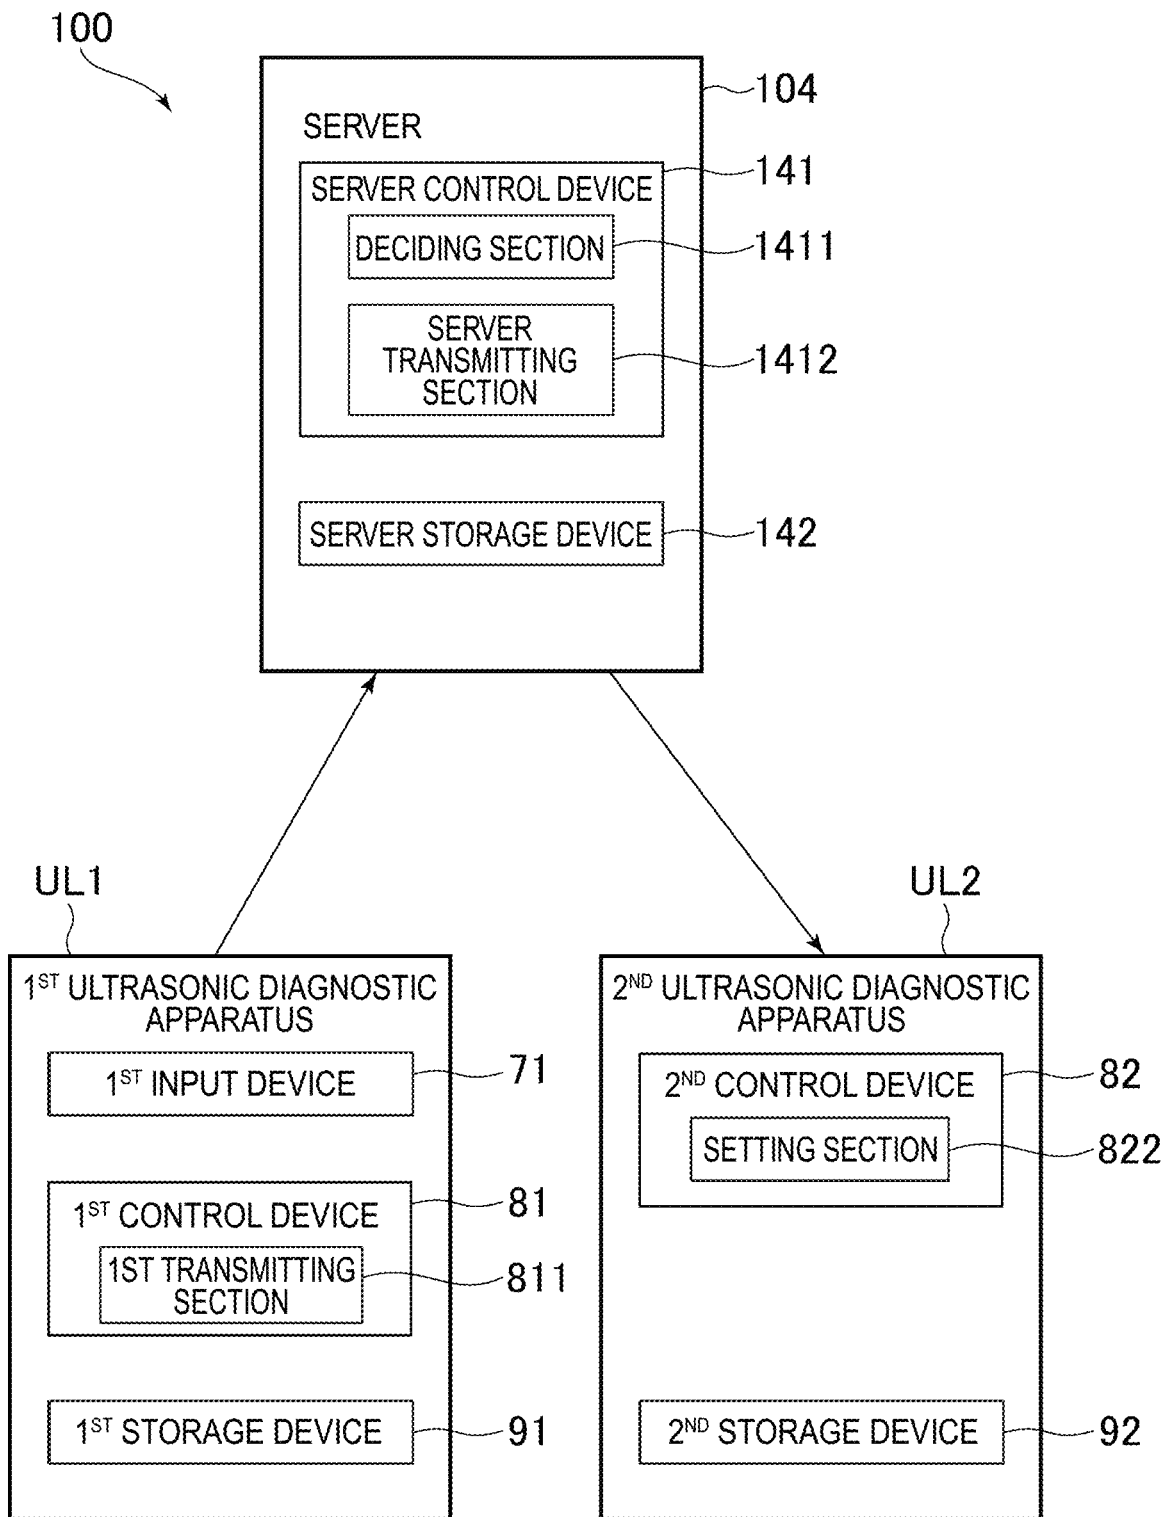 100
104
SERVER
141
SERVER CONTROL DEVICE
DECIDING SECTION
1411
SERVER
TRANSMITTING
SECTION
1412
SERVER STORAGE DEVICE
142
UL1
1ST ULTRASONIC DIAGNOSTIC
APPARATUS
1ST INPUT DEVICE
71
1ST CONTROL DEVICE
81
1ST TRANSMITTING
SECTION
811
1ST STORAGE DEVICE
91
UL2
2ND ULTRASONIC DIAGNOSTIC
APPARATUS
2ND CONTROL DEVICE
82
SETTING SECTION
822
2ND STORAGE DEVICE
92